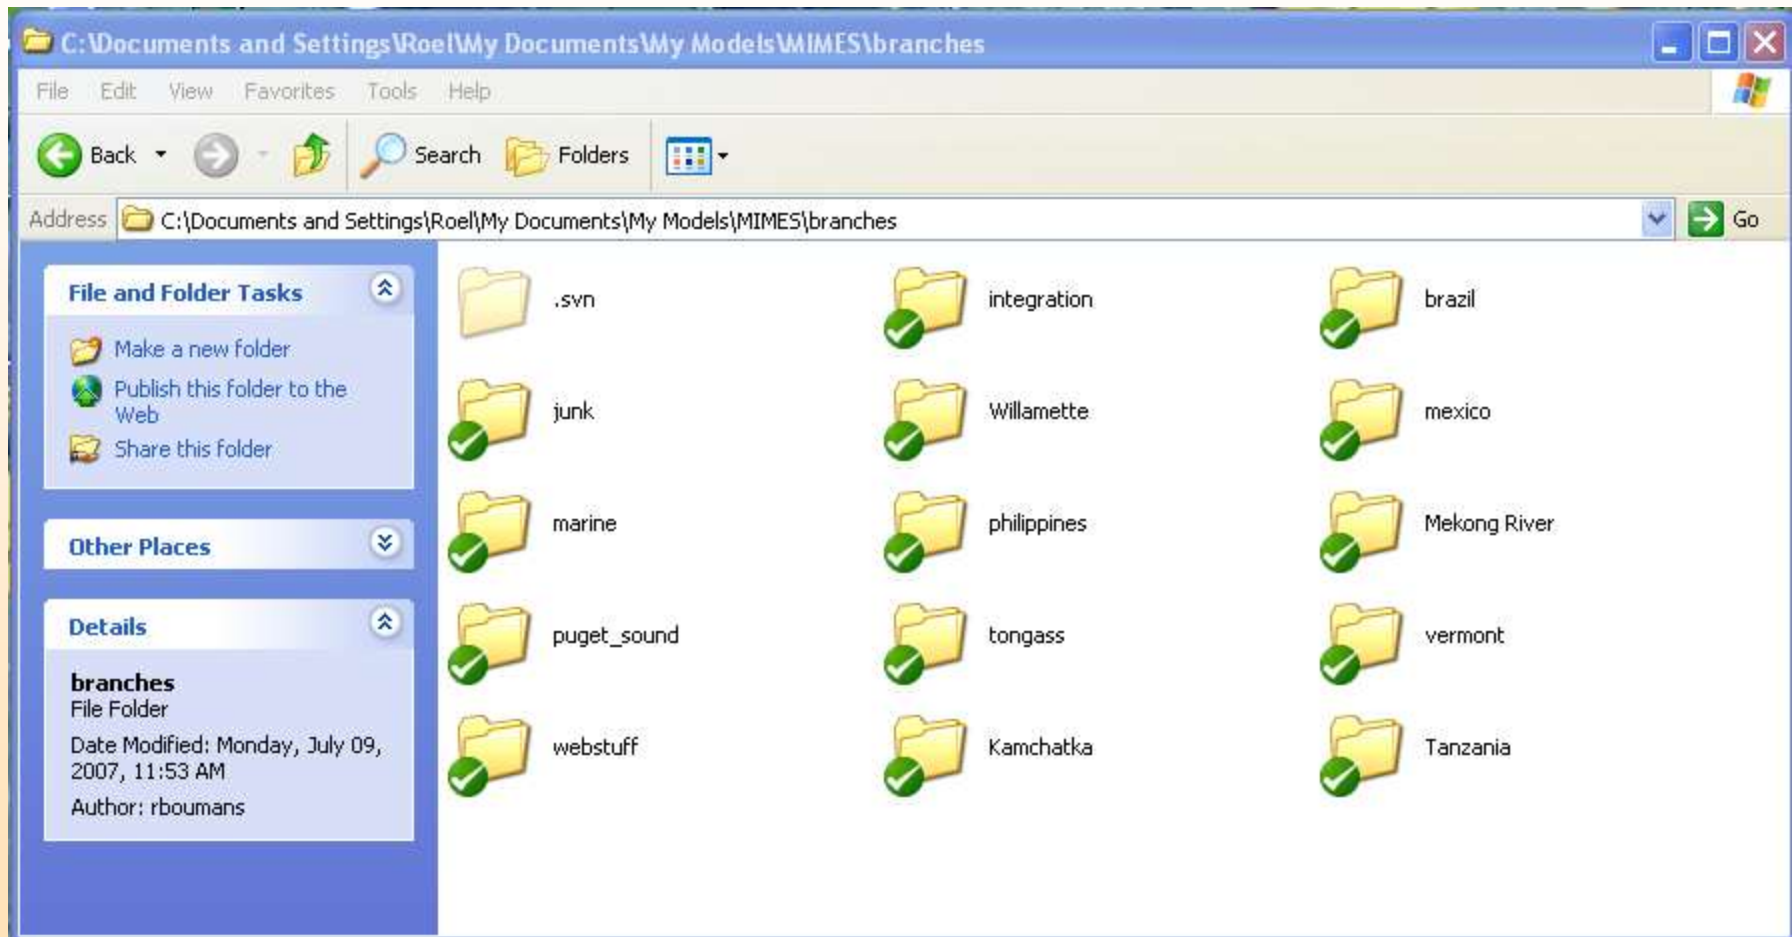 C:\Documents and Settings\Roel\My Documents\My Models\MIMES\branches
File Edit View Favorites Tools Help
Back Search Folders
Address C:\Documents and Settings\Roel\My Documents\My Models\MIMES\branches Go
File and Folder Tasks
Make a new folder
Publish this folder to the
Web
Share this folder
Other Places
Details
branches
File Folder
Date Modified: Monday, July 09,
2007, 11:53 AM
Author: rboumans
.svn integration brazil
junk Willamette mexico
marine philippines Mekong River
puget_sound tongass vermont
webstuff Kamchatka Tanzania